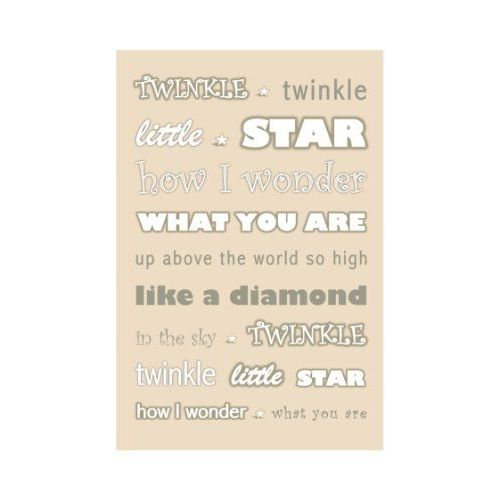 TWINKLE twinkle
little STAR
how I wonder
WHAT YOU ARE
up above the world so high
like a diamond
in the sky TWINKLE
twinkle little STAR
how I wonder what you are